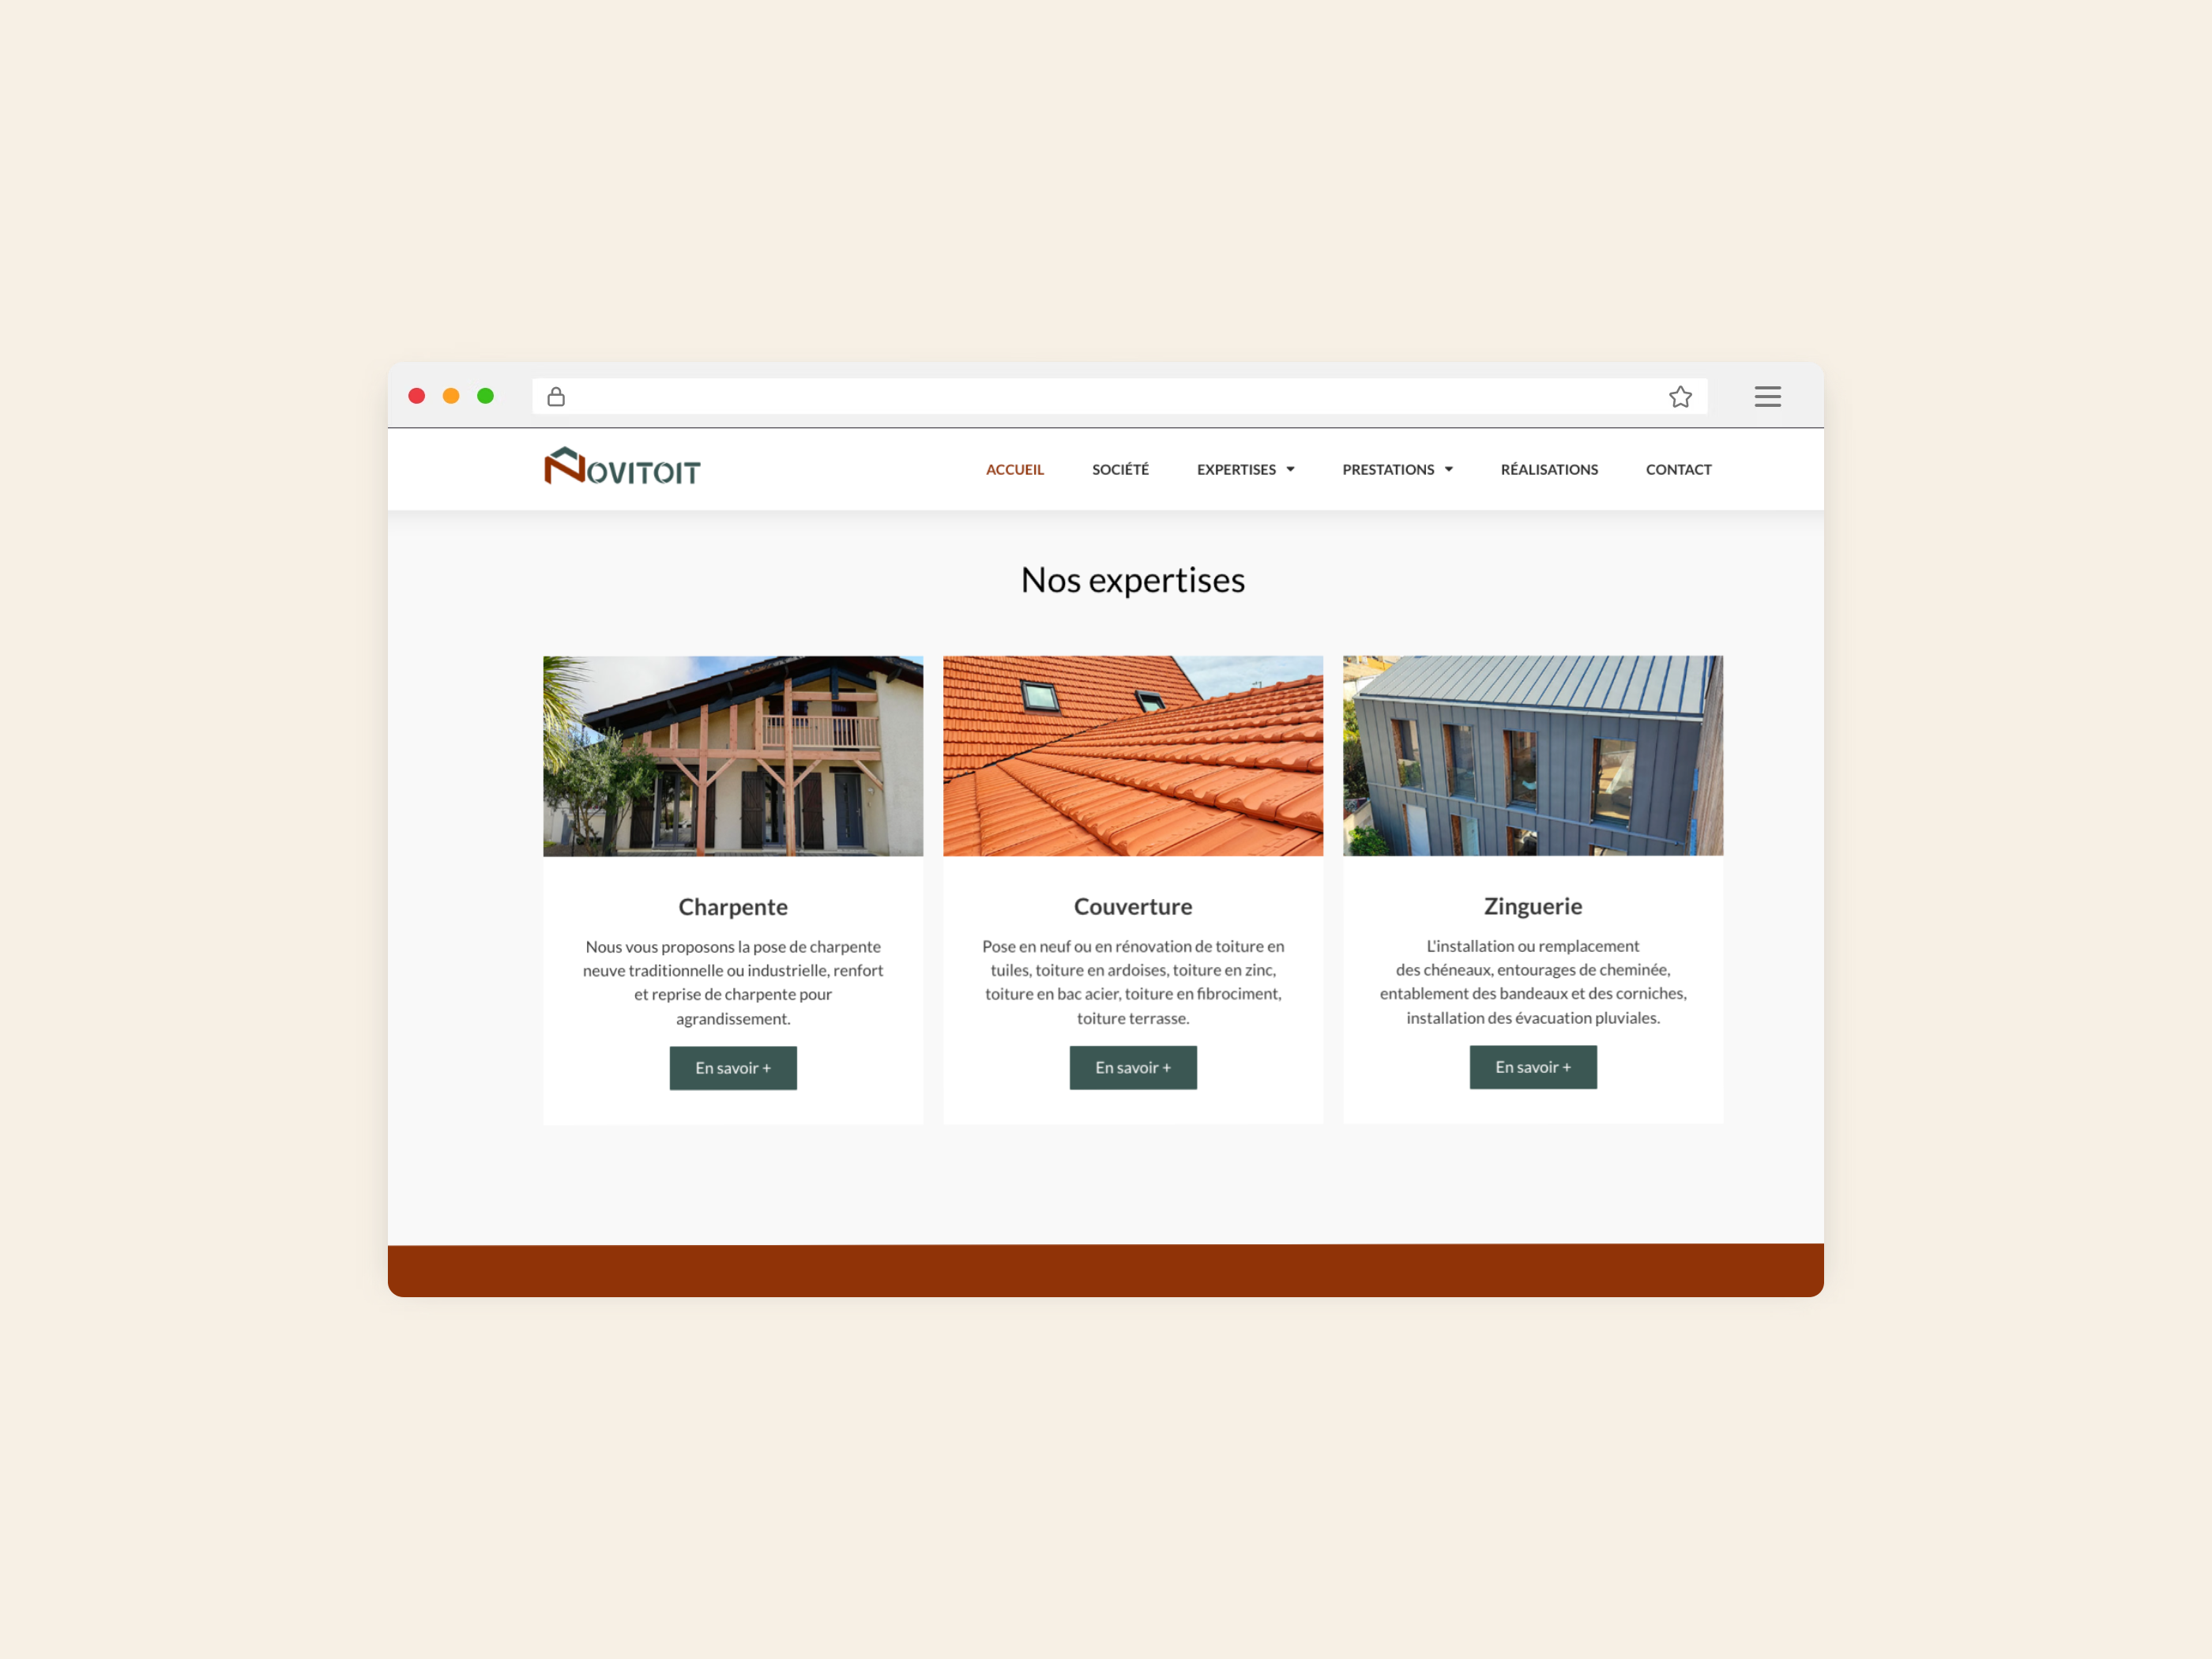 NOVITOIT
ACCUEIL SOCIÉTÉ EXPERTISES PRESTATIONS RÉALISATIONS CONTACT
Nos expertises
Charpente
Nous vous proposons la pose de charpente
neuve traditionnelle ou industrielle, renfort
et reprise de charpente pour
agrandissement.
En savoir +
Couverture
Pose en neuf ou en rénovation de toiture en
tuiles, toiture en ardoises, toiture en zinc,
toiture en bac acier, toiture en fibrociment,
toiture terrasse.
En savoir +
Zinguerie
L'installation ou remplacement
des chéneaux, entourages de cheminée,
entablement des bandeaux et des corniches,
installation des évacuation pluviales.
En savoir +